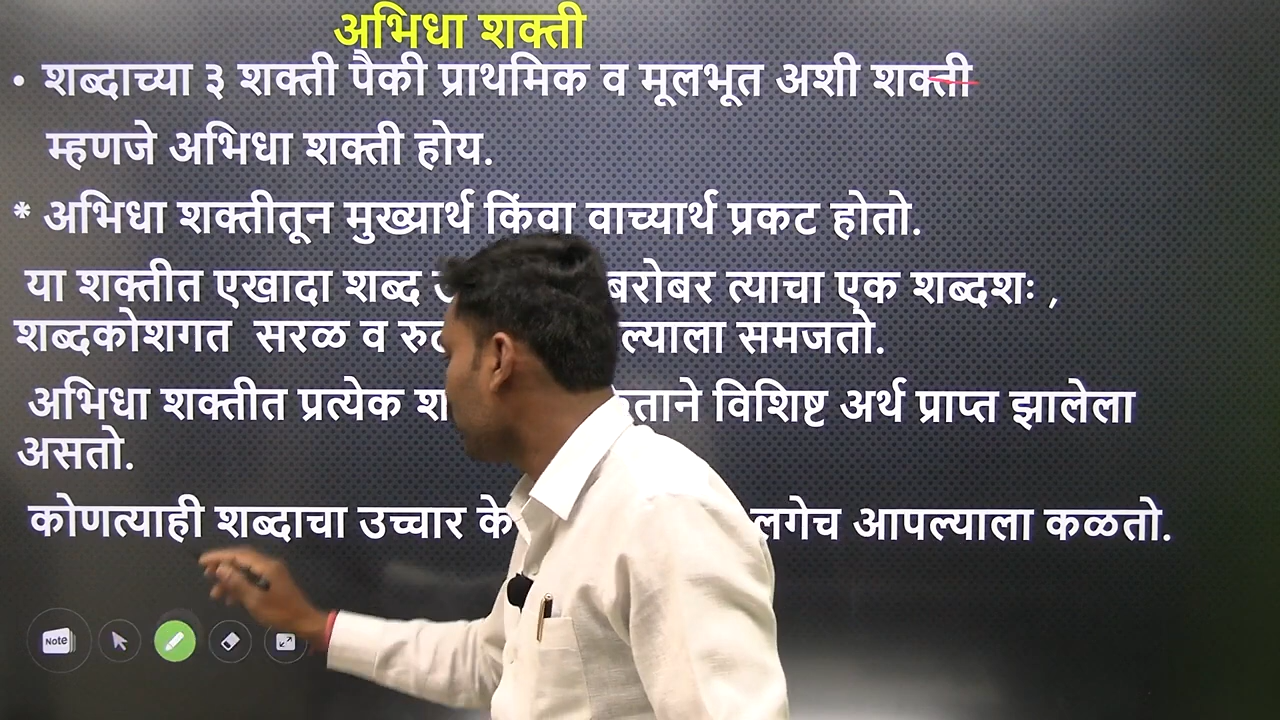 अभिधा शक्ती
• शब्दाच्या ३ शक्ती पैकी प्राथमिक व मूलभूत अशी शक्ती
म्हणजे अभिधा शक्ती होय.
* अभिधा शक्तीतून मुख्यार्थ किंवा वाच्यार्थ प्रकट होतो.
या शक्तीत एखादा शब्द बरोबर त्याचा एक शब्दशः ,
शब्दकोशगत सरळ व समजतो.
अभिधा शक्तीत प्रत्येक विशिष्ट अर्थ प्राप्त झालेला
असतो.
कोणत्याही शब्दाचा उच्चार लगेच आपल्याला कळतो.
Note